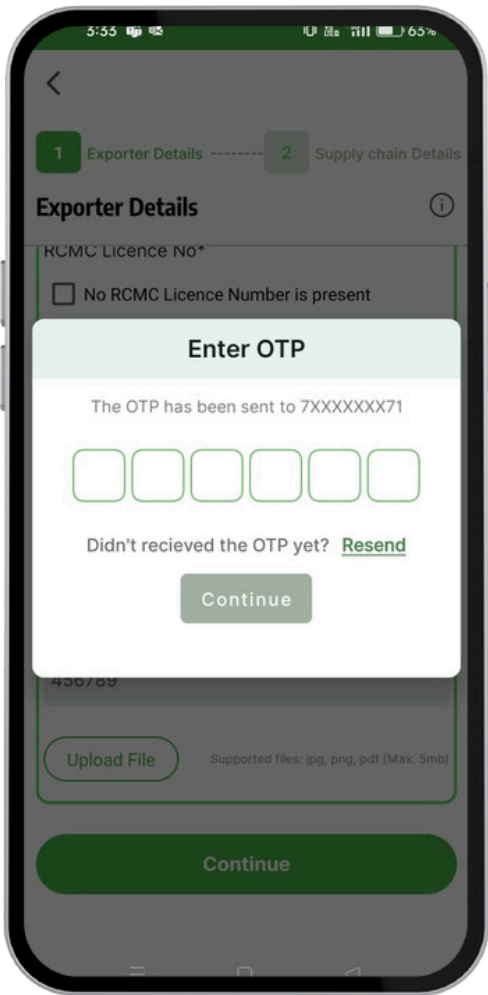 3:33
63%
1 Exporter Details -------- 2 Supply chain Details
Exporter Details
RCMC Licence No*
No RCMC Licence Number is present
Enter OTP
The OTP has been sent to 7XXXXXXX71
Didn't recieved the OTP yet? Resend
Continue
456789
Upload File
Supported files: jpg, png, pdf (Max. 5mb)
Continue